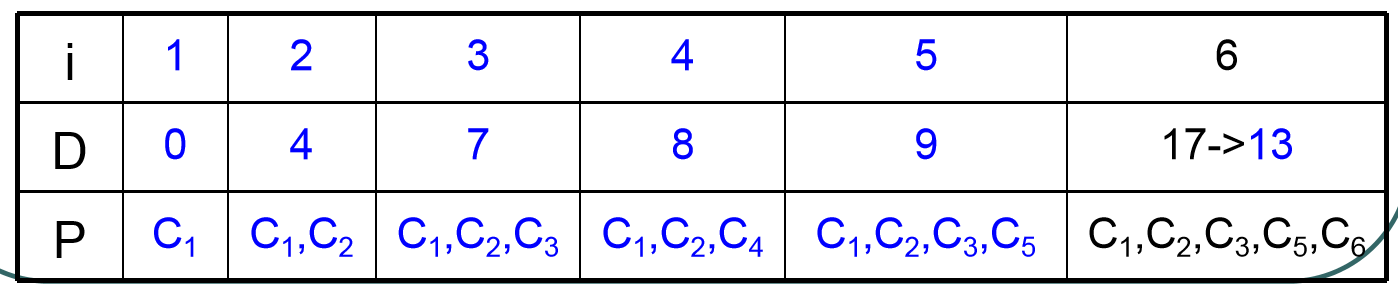 i 1 2 3 4 5 6
D 0 4 7 8 9 17->13
P C₁ C₁,C₂ C₁,C₂,C₃ C₁,C₂,C₄ C₁,C₂,C₃,C₅ C₁,C₂,C₃,C₅,C₆